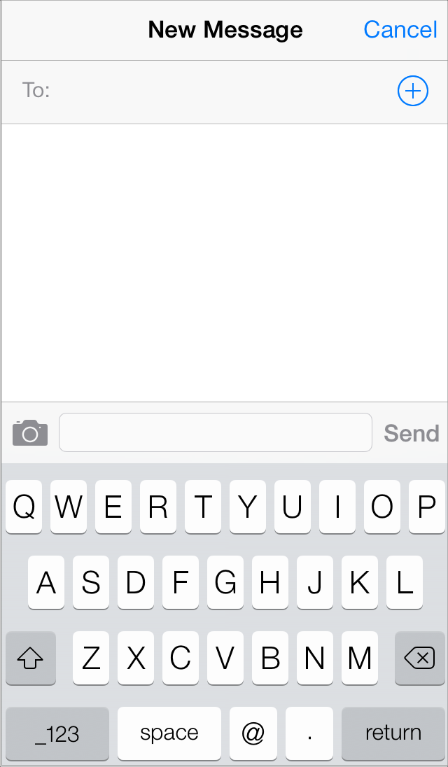 New Message Cancel
To:
Send
Q W E R T Y U I O P
A S D F G H J K L
Z X C V B N M
_123 space @ . return